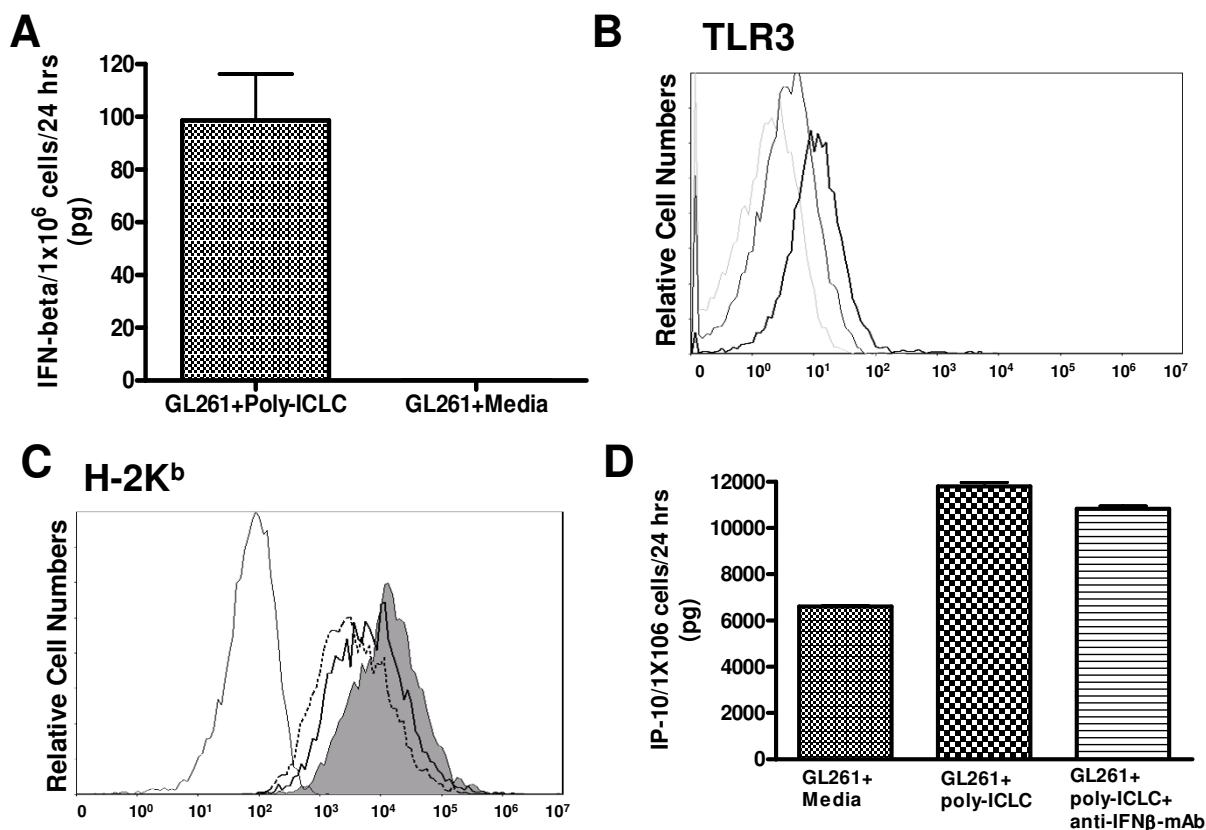 A
IFN-beta/1x10⁶ cells/24 hrs
(pg)
120
100
80
60
40
20
0
GL261+Poly-ICLC GL261+Media
B
TLR3
Relative Cell Numbers
0 10⁰ 10¹ 10² 10³ 10⁴ 10⁵ 10⁶ 10⁷
C
H-2Kᵇ
Relative Cell Numbers
0 10⁰ 10¹ 10² 10³ 10⁴ 10⁵ 10⁶ 10⁷
D
IP-10/1X106 cells/24 hrs
(pg)
12000
10000
8000
6000
4000
2000
0
GL261+
Media
GL261+
poly-ICLC
GL261+
poly-ICLC+
anti-IFNβ-mAb